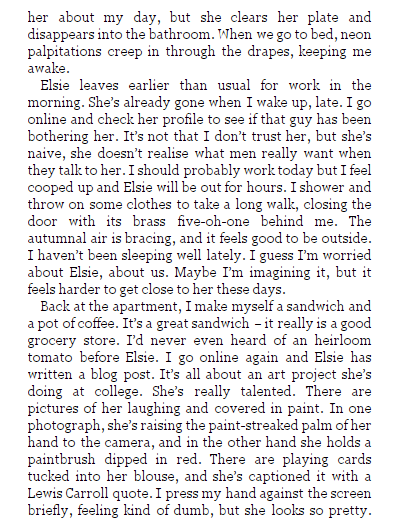 her about my day, but she clears her plate and
disappears into the bathroom. When we go to bed, neon
palpitations creep in through the drapes, keeping me
awake.
Elsie leaves earlier than usual for work in the
morning. She's already gone when I wake up, late. I go
online and check her profile to see if that guy has been
bothering her. It's not that I don't trust her, but she's
naive, she doesn't realise what men really want when
they talk to her. I should probably work today but I feel
cooped up and Elsie will be out for hours. I shower and
throw on some clothes to take a long walk, closing the
door with its brass five-oh-one behind me. The
autumnal air is bracing, and it feels good to be outside.
I haven't been sleeping well lately. I guess I'm worried
about Elsie, about us. Maybe I'm imagining it, but it
feels harder to get close to her these days.
Back at the apartment, I make myself a sandwich and
a pot of coffee. It's a great sandwich – it really is a good
grocery store. I'd never even heard of an heirloom
tomato before Elsie. I go online again and Elsie has
written a blog post. It's all about an art project she's
doing at college. She's really talented. There are
pictures of her laughing and covered in paint. In one
photograph, she's raising the paint-streaked palm of her
hand to the camera, and in the other hand she holds a
paintbrush dipped in red. There are playing cards
tucked into her blouse, and she's captioned it with a
Lewis Carroll quote. I press my hand against the screen
briefly, feeling kind of dumb, but she looks so pretty.